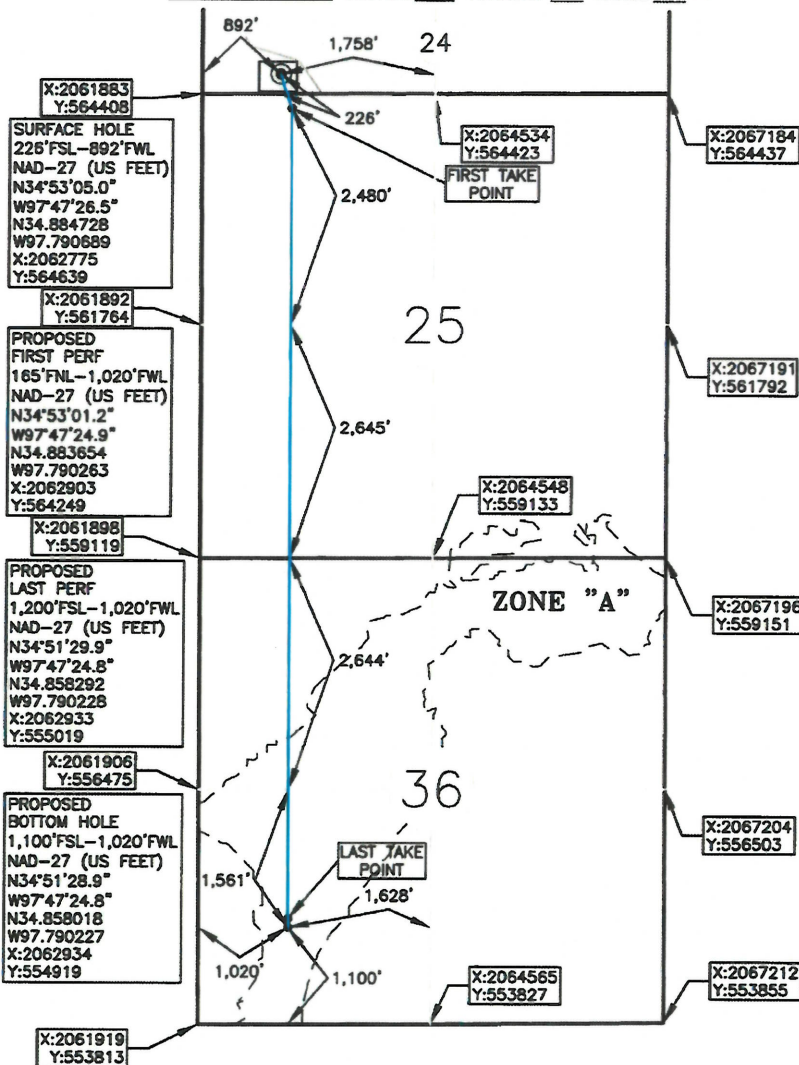 892'
1,758'
24
X:2061883
Y:564408
226'
X:2064534
Y:564423
X:2067184
Y:564437
SURFACE HOLE
226'FSL-892'FWL
NAD-27 (US FEET)
N34°53'05.0"
W97°47'26.5"
N34.884728
W97.790689
X:2062775
Y:564639
FIRST TAKE
POINT
2,480'
X:2061892
Y:561764
25
PROPOSED
FIRST PERF
165'FNL-1,020'FWL
NAD-27 (US FEET)
N34°53'01.2"
W97°47'24.9"
N34.883654
W97.790263
X:2062903
Y:564249
X:2067191
Y:561792
2,645'
X:2064548
Y:559133
X:2061898
Y:559119
PROPOSED
LAST PERF
1,200'FSL-1,020'FWL
NAD-27 (US FEET)
N34°51'29.9"
W97°47'24.8"
N34.858292
W97.790228
X:2062933
Y:555019
ZONE "A"
X:2067196
Y:559151
2,644'
X:2061906
Y:556475
36
PROPOSED
BOTTOM HOLE
1,100'FSL-1,020'FWL
NAD-27 (US FEET)
N34°51'28.9"
W97°47'24.8"
N34.858018
W97.790227
X:2062934
Y:554919
X:2067204
Y:556503
LAST TAKE
POINT
1,561'
1,628'
1,020'
1,100'
X:2064565
Y:553827
X:2067212
Y:553855
X:2061919
Y:553813